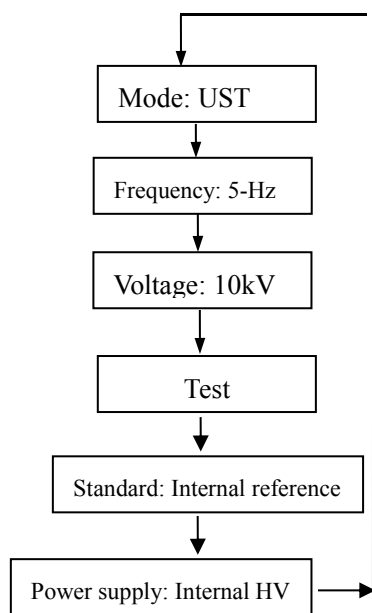 Mode: UST
Frequency: 5-Hz
Voltage: 10kV
Test
Standard: Internal reference
Power supply: Internal HV